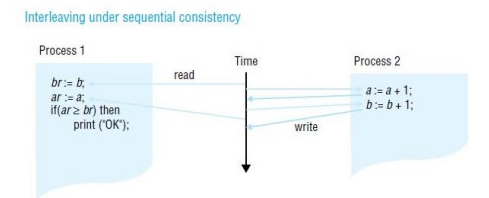 Interleaving under sequential consistency
Process 1
Time
Process 2
read
br := b;
ar := a;
if(ar ≥ br) then
print ("OK");
a := a + 1;
b := b + 1;
write